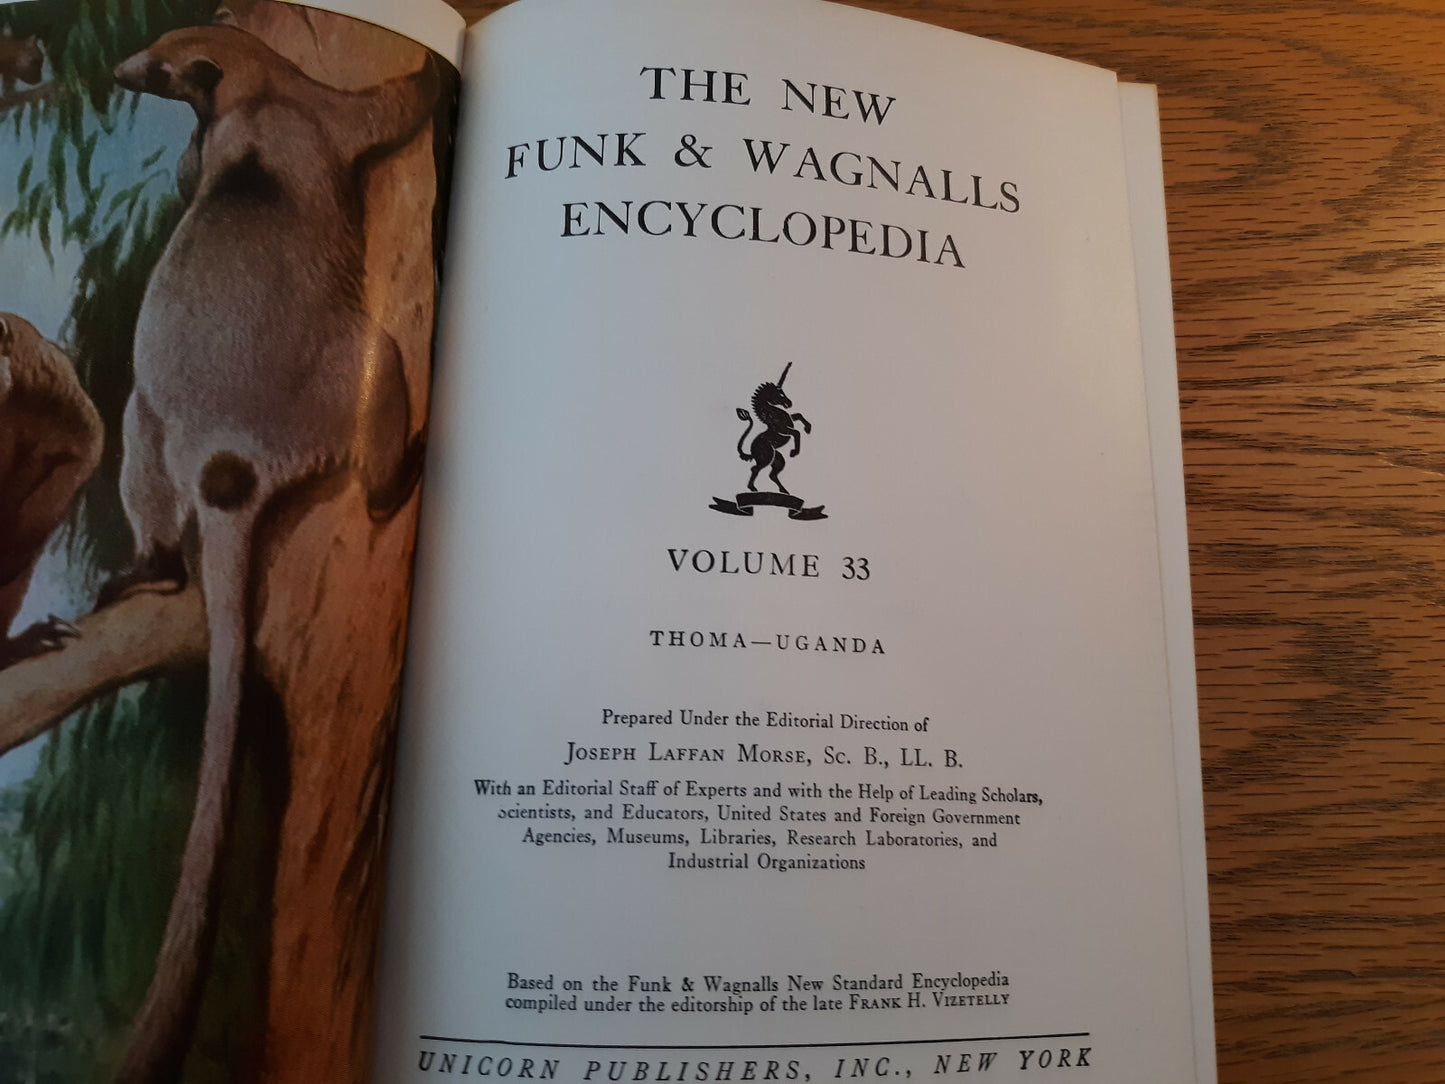 THE NEW
FUNK & WAGNALLS
ENCYCLOPEDIA
VOLUME 33
THOMA—UGANDA
Prepared Under the Editorial Direction of
JOSEPH LAFFAN MORSE, SC. B., LL. B.
With an Editorial Staff of Experts and with the Help of Leading Scholars,
Scientists, and Educators, United States and Foreign Government
Agencies, Museums, Libraries, Research Laboratories, and
Industrial Organizations
Based on the Funk & Wagnalls New Standard Encyclopedia
compiled under the editorship of the late FRANK H. VIZETELLY
UNICORN PUBLISHERS, INC., NEW YORK